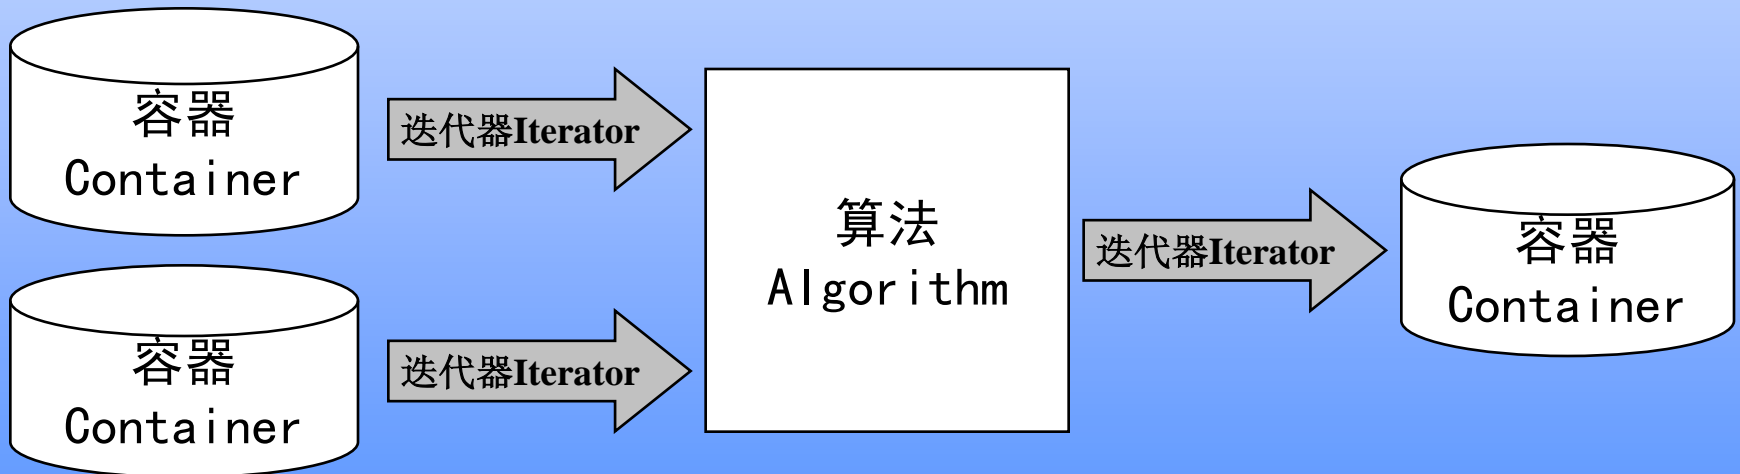 容器
Container
迭代器Iterator
容器
Container
迭代器Iterator
算法
Algorithm
迭代器Iterator
容器
Container